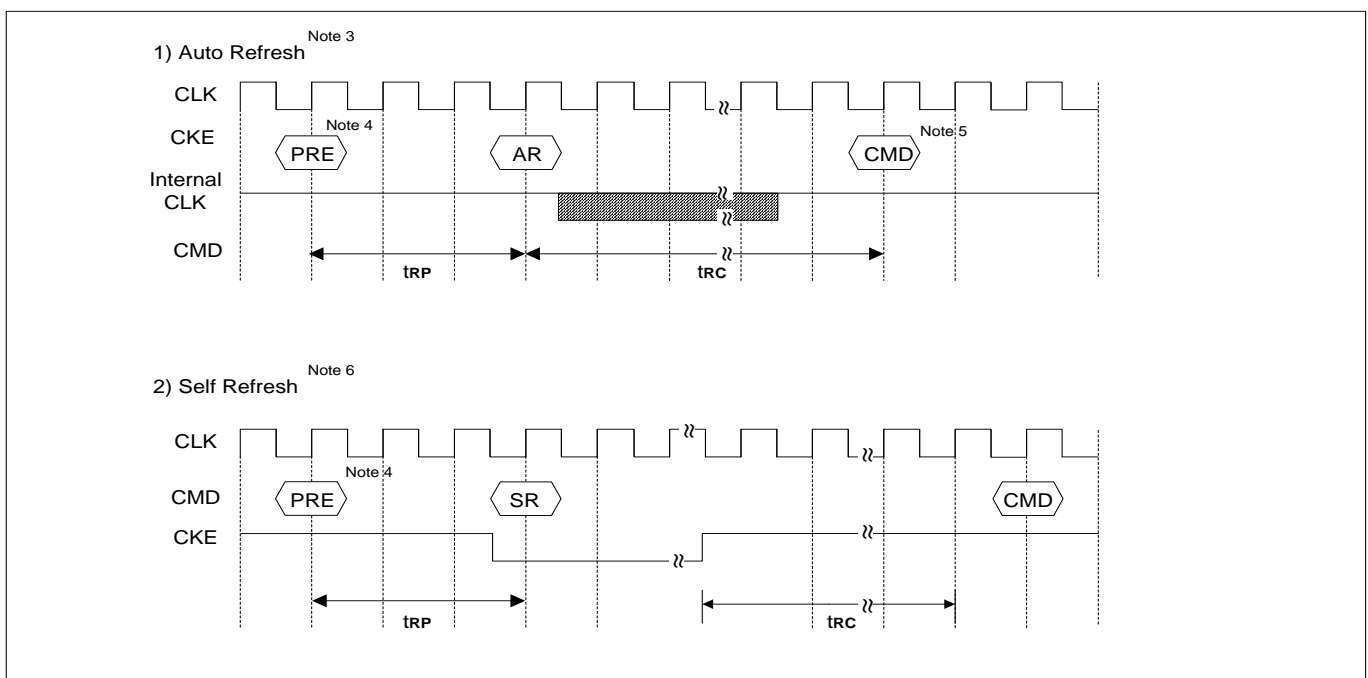 1) Auto Refresh Note 3
CLK
CKE
Note 4
Note 5
PRE
AR
CMD
Internal
CLK
CMD
tRP
tRC
2) Self Refresh Note 6
CLK
Note 4
CMD
PRE
SR
CMD
CKE
tRP
tRC